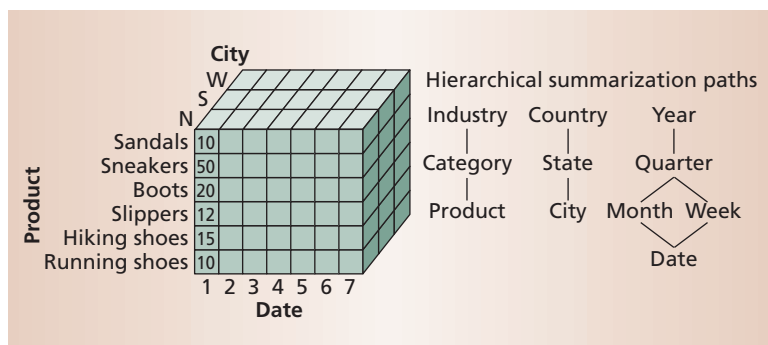 City
W
S
N
Sandals 10
Sneakers 50
Boots 20
Slippers 12
Hiking shoes 15
Running shoes 10
Product
1 2 3 4 5 6 7
Date
Hierarchical summarization paths
Industry Country Year
Category State Quarter
Product City Month Week
Date